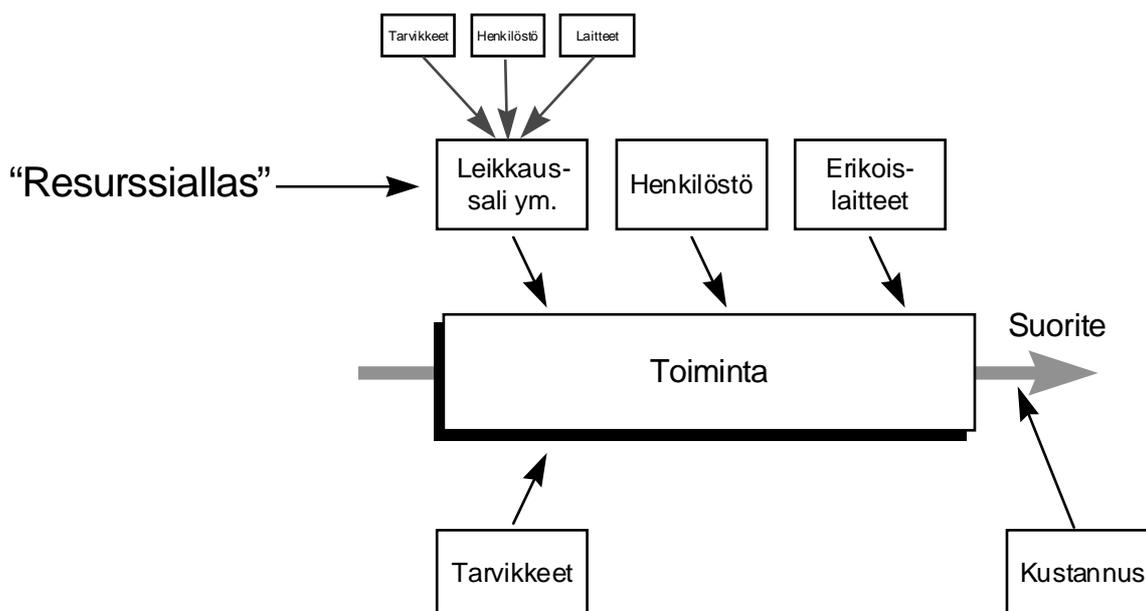 Tarvikkeet
Henkilöstö
Laitteet
“Resurssiallas”
Leikkaus-
sali ym.
Henkilöstö
Erikois-
laitteet
Suorite
Toiminta
Tarvikkeet
Kustannus